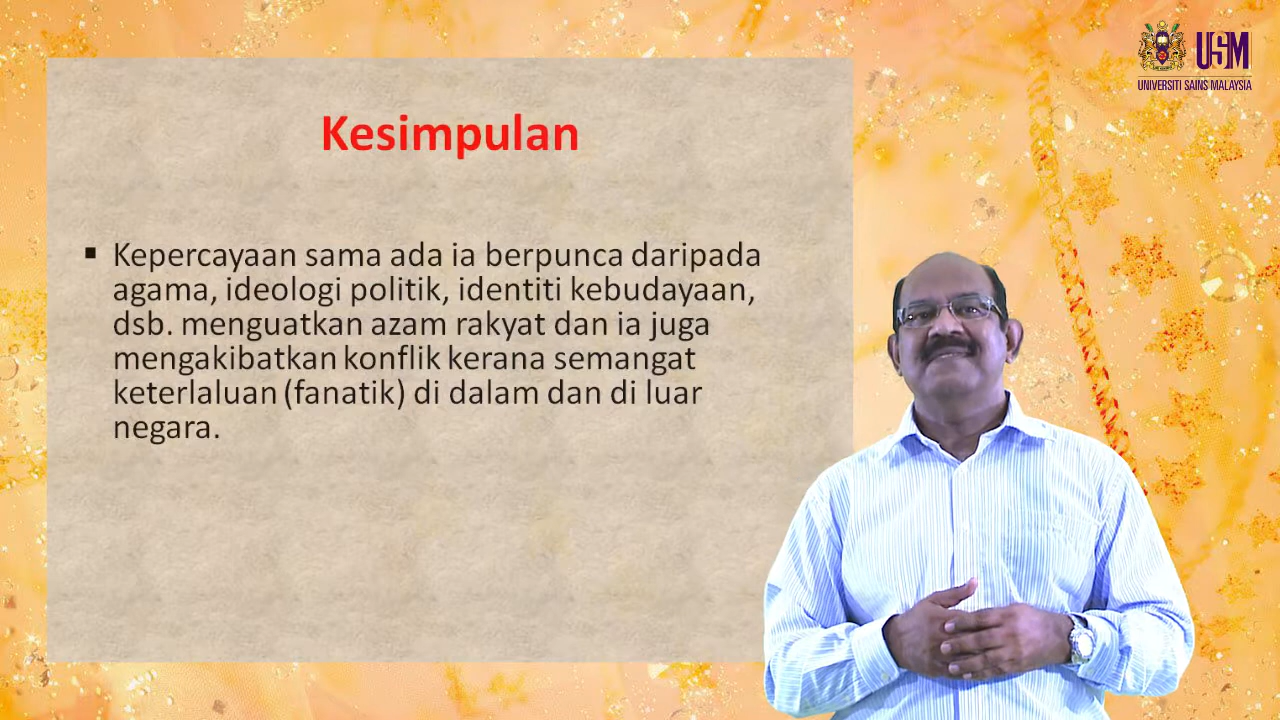 USM
UNIVERSITI SAINS MALAYSIA
Kesimpulan
▪ Kepercayaan sama ada ia berpunca daripada
agama, ideologi politik, identiti kebudayaan,
dsb. menguatkan azam rakyat dan ia juga
mengakibatkan konflik kerana semangat
keterlaluan (fanatik) di dalam dan di luar
negara.